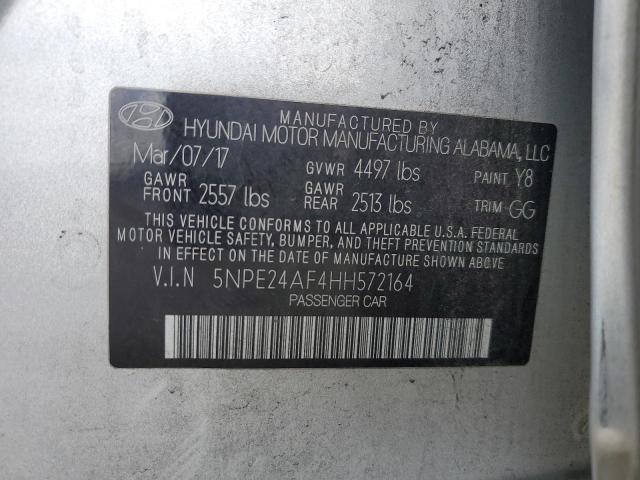 MANUFACTURED BY
HYUNDAI MOTOR MANUFACTURING ALABAMA, LLC
Mar/07/17 GVWR 4497 lbs PAINT Y8
GAWR FRONT 2557 lbs GAWR REAR 2513 lbs TRIM GG
THIS VEHICLE CONFORMS TO ALL APPLICABLE U.S.A. FEDERAL
MOTOR VEHICLE SAFETY, BUMPER, AND THEFT PREVENTION STANDARDS
IN EFFECT ON THE DATE OF MANUFACTURE SHOWN ABOVE.
V.I.N 5NPE24AF4HH572164
PASSENGER CAR